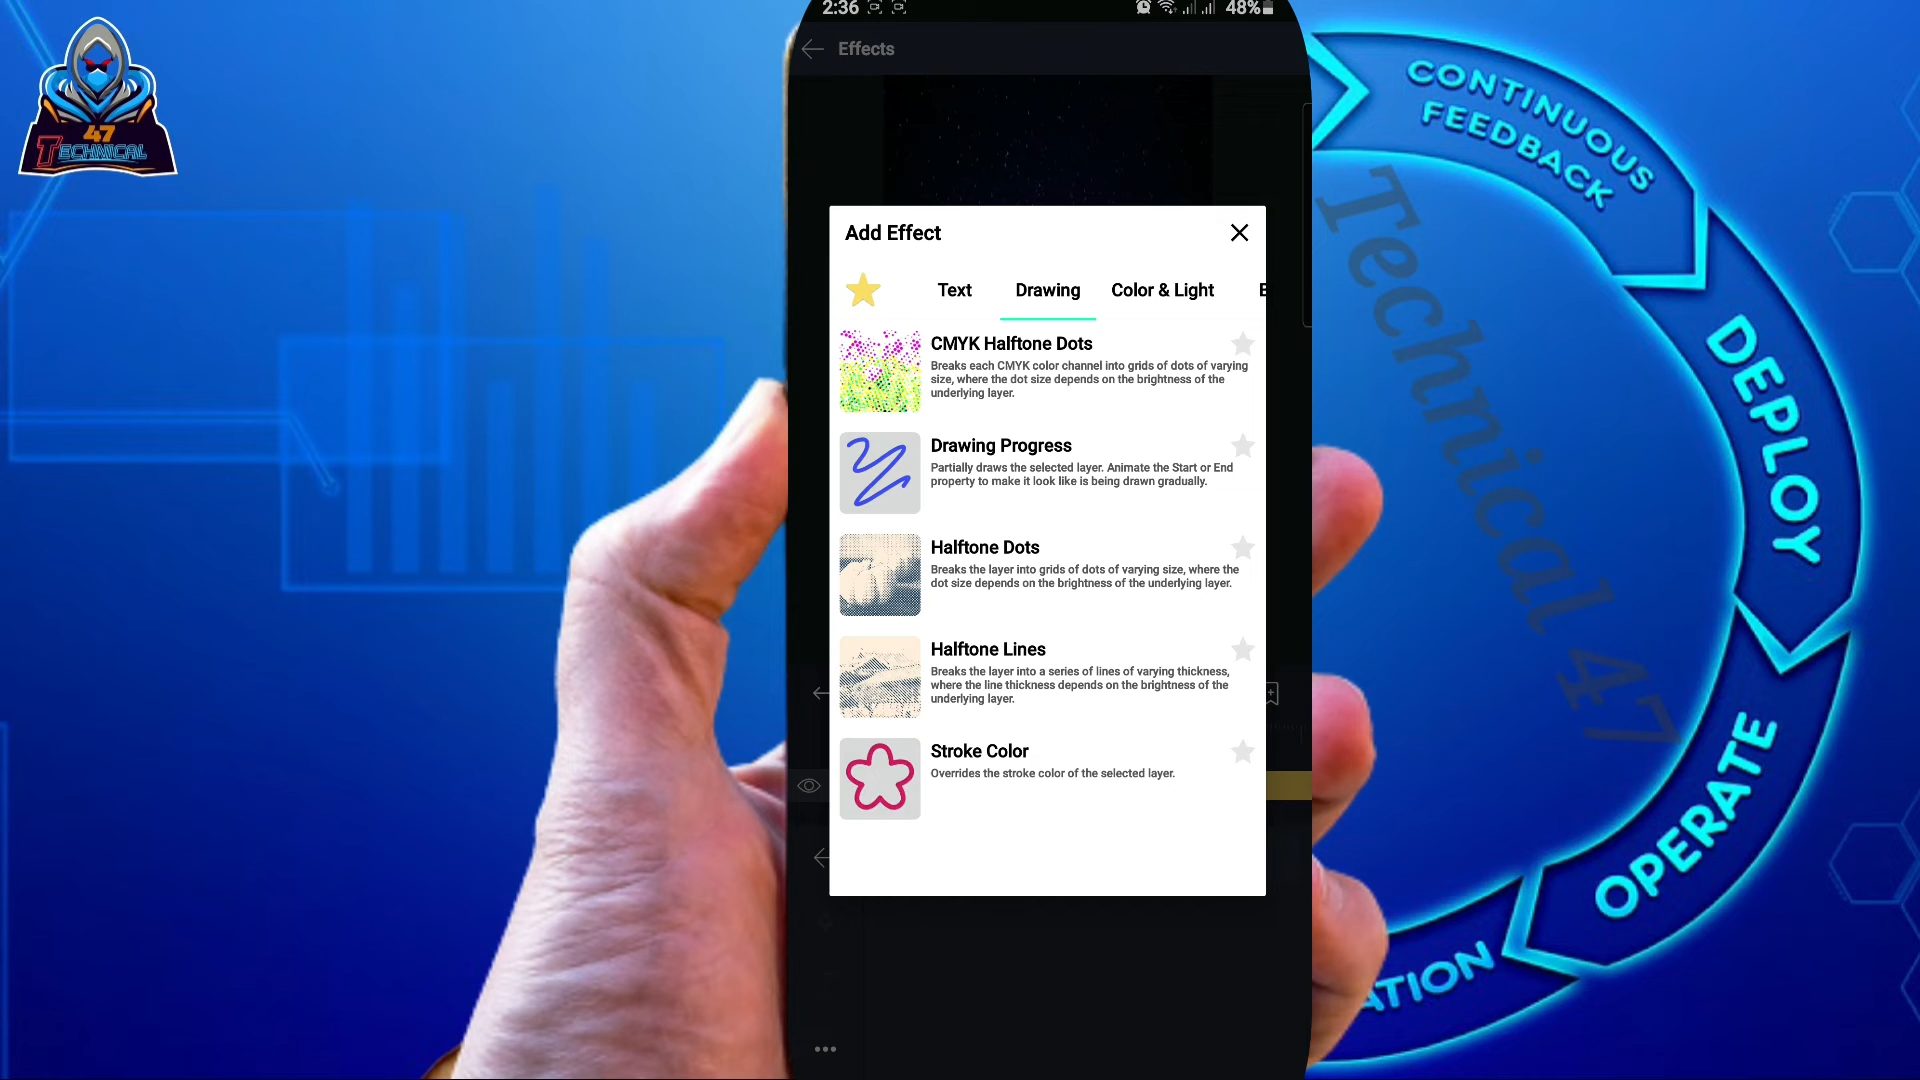 2:36
48%
Effects
47
TECHNICAL
CONTINUOUS
FEEDBACK
Add Effect
Text
Drawing
Color & Light
CMYK Halftone Dots
Breaks each CMYK color channel into grids of dots of varying
size, where the dot size depends on the brightness of the
underlying layer.
Drawing Progress
Partially draws the selected layer. Animate the Start or End
property to make it look like is being drawn gradually.
Halftone Dots
Breaks the layer into grids of dots of varying size, where the
dot size depends on the brightness of the underlying layer.
Halftone Lines
Breaks the layer into a series of lines of varying thickness,
where the line thickness depends on the brightness of the
underlying layer.
Stroke Color
Overrides the stroke color of the selected layer.
Technical 47
DEPLOY
OPERATE
ATION